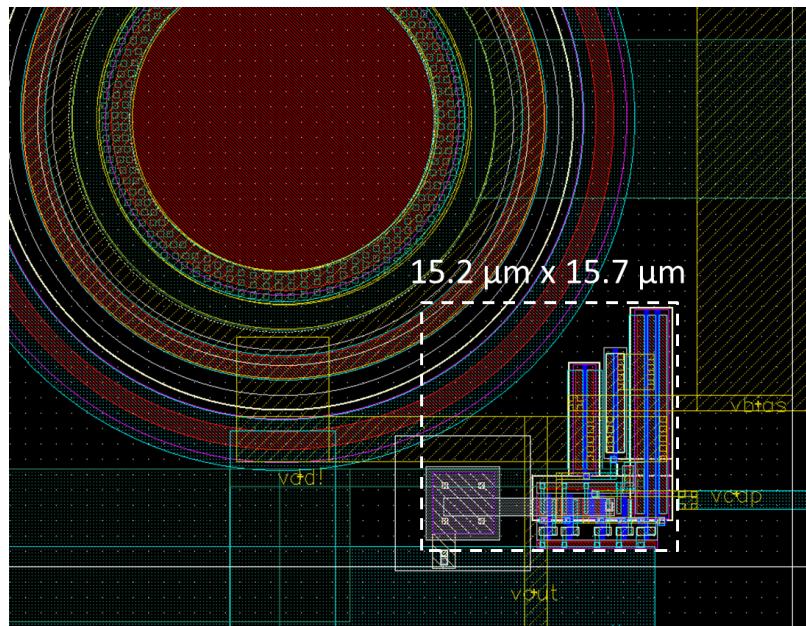 15.2 µm x 15.7 µm
vbias
vdd!
vcap
vout